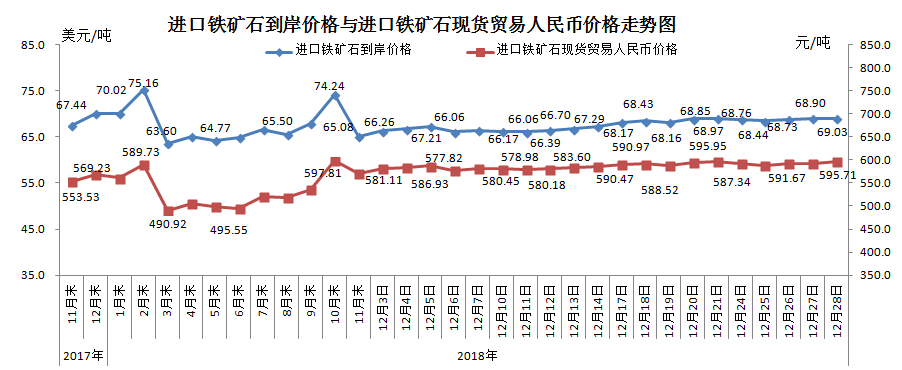 进口铁矿石到岸价格与进口铁矿石现货贸易人民币价格走势图
美元/吨
元/吨
进口铁矿石到岸价格
进口铁矿石现货贸易人民币价格
85.0
75.0
65.0
55.0
45.0
35.0
850.0
800.0
750.0
700.0
650.0
600.0
550.0
500.0
450.0
400.0
350.0
67.44
70.02
75.16
63.60
64.77
65.50
74.24
65.08
66.26
67.21
66.06
66.17
66.06
66.39
66.70
67.29
68.17
68.43
68.16
68.85
68.97
68.76
68.44
68.73
68.90
69.03
553.53
569.23
589.73
490.92
495.55
597.81
581.11
586.93
577.82
580.45
578.98
580.18
583.60
590.47
590.97
588.52
595.95
587.34
591.67
595.71
11月末
12月末
1月末
2月末
3月末
4月末
5月末
6月末
7月末
8月末
9月末
10月末
11月末
12月3日
12月4日
12月5日
12月6日
12月7日
12月10日
12月11日
12月12日
12月13日
12月14日
12月17日
12月18日
12月19日
12月20日
12月21日
12月24日
12月25日
12月26日
12月27日
12月28日
2017年
2018年